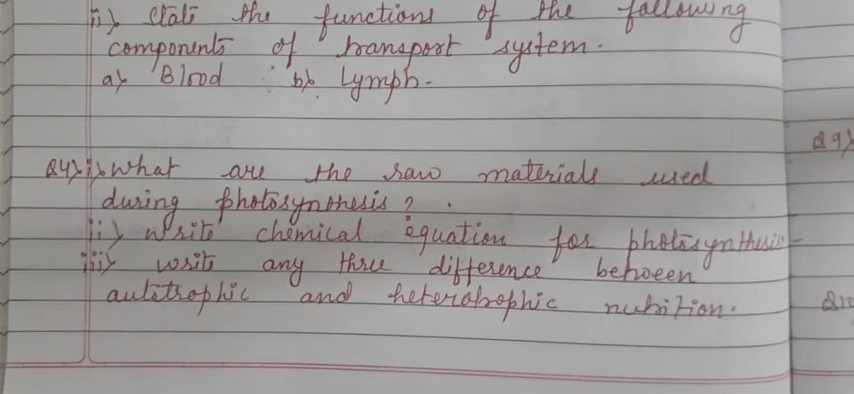 ii) State the functions of the following
components of transport system.
a) Blood b) Lymph.
Q4) i) What are the raw materials used
during photosynthesis ?
ii) Write chemical equation for photosynthesis
iii) write any three difference between
autotrophic and heterotrophic nutrition.
Q9)